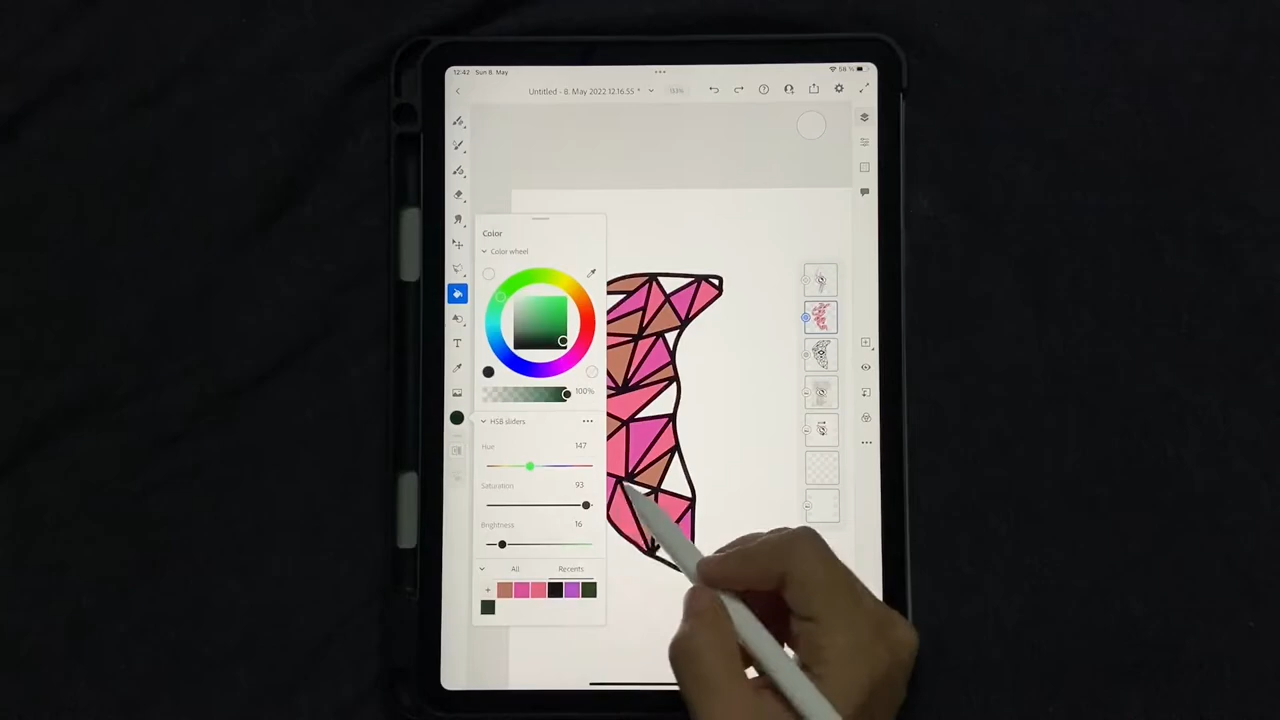 12:42 Sun 8. May
58 %
Untitled - 8. May 2022 12.16.55 *
Color
Color wheel
100%
HSB sliders
Hue 147
Saturation 93
Brightness 16
All Recents
T